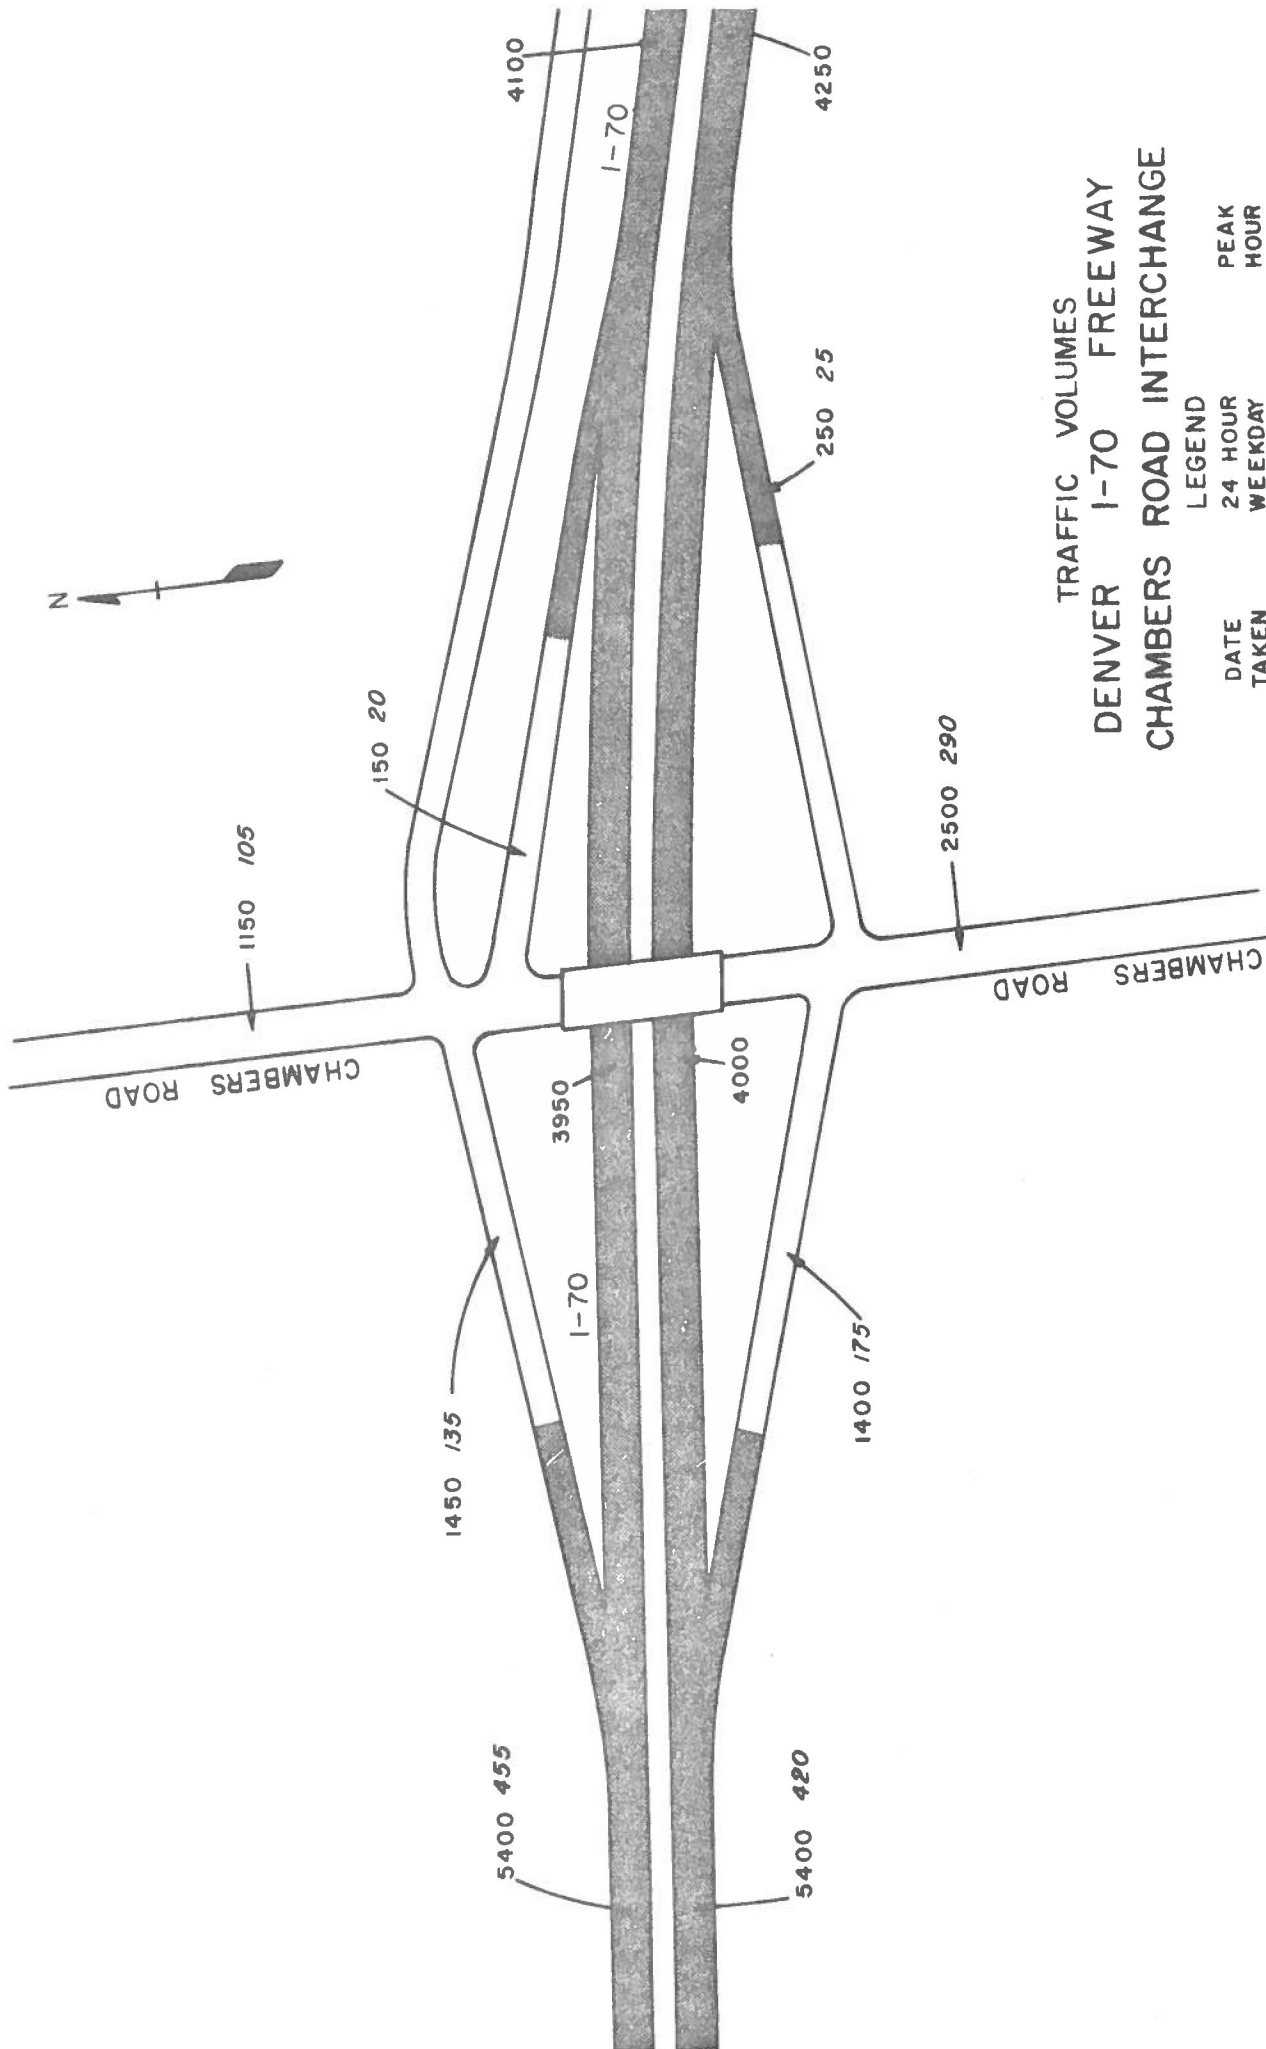 N
4100
I-70
4250
1150 105
150 20
250 25
CHAMBERS ROAD
3950
4000
2500 290
CHAMBERS ROAD
1450 135
I-70
1400 175
5400 455
5400 420
TRAFFIC VOLUMES
DENVER I-70 FREEWAY
CHAMBERS ROAD INTERCHANGE
LEGEND
DATE 24 HOUR PEAK
TAKEN WEEKDAY HOUR